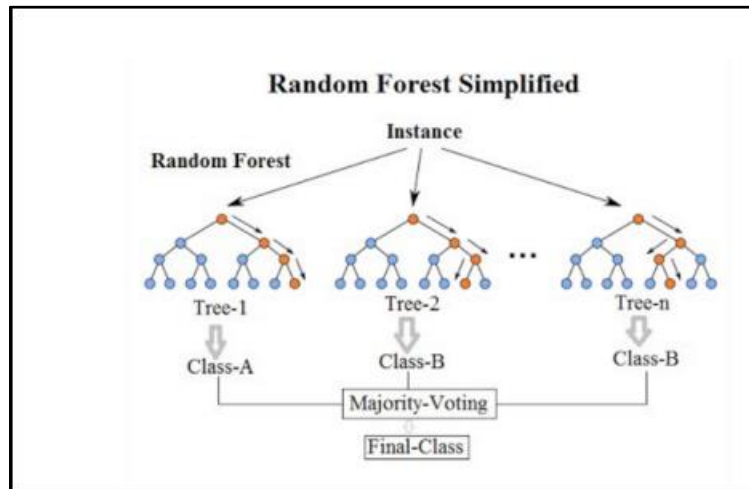 Random Forest Simplified
Instance
Random Forest
...
Tree-1
Tree-2
Tree-n
Class-A
Class-B
Class-B
Majority-Voting
Final-Class